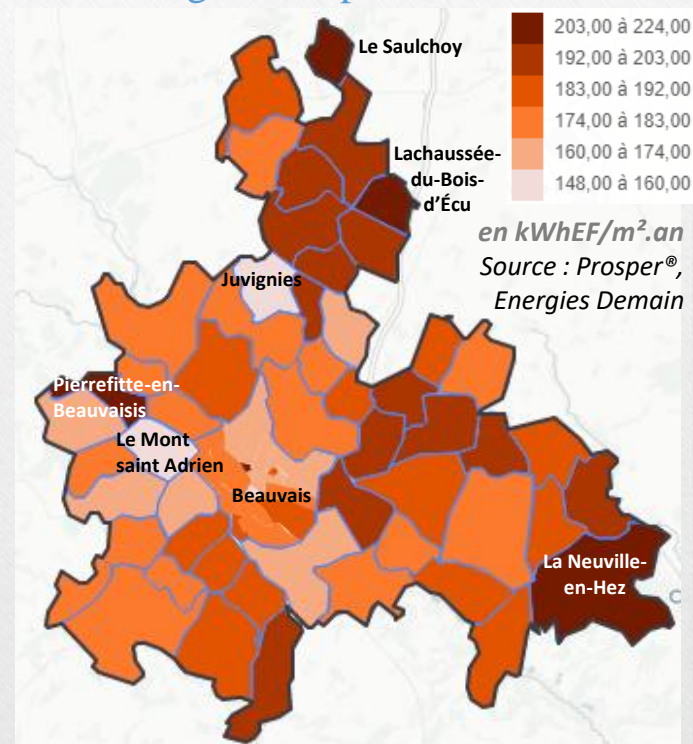 Le Saulchoy
203,00 à 224,00
192,00 à 203,00
183,00 à 192,00
174,00 à 183,00
160,00 à 174,00
148,00 à 160,00
Lachaussée-
du-Bois-
d'Écu
en kWhEF/m².an
Source : Prosper®,
Energies Demain
Juvignies
Pierrefitte-en-
Beauvaisis
Le Mont
saint Adrien
Beauvais
La Neuville-
en-Hez